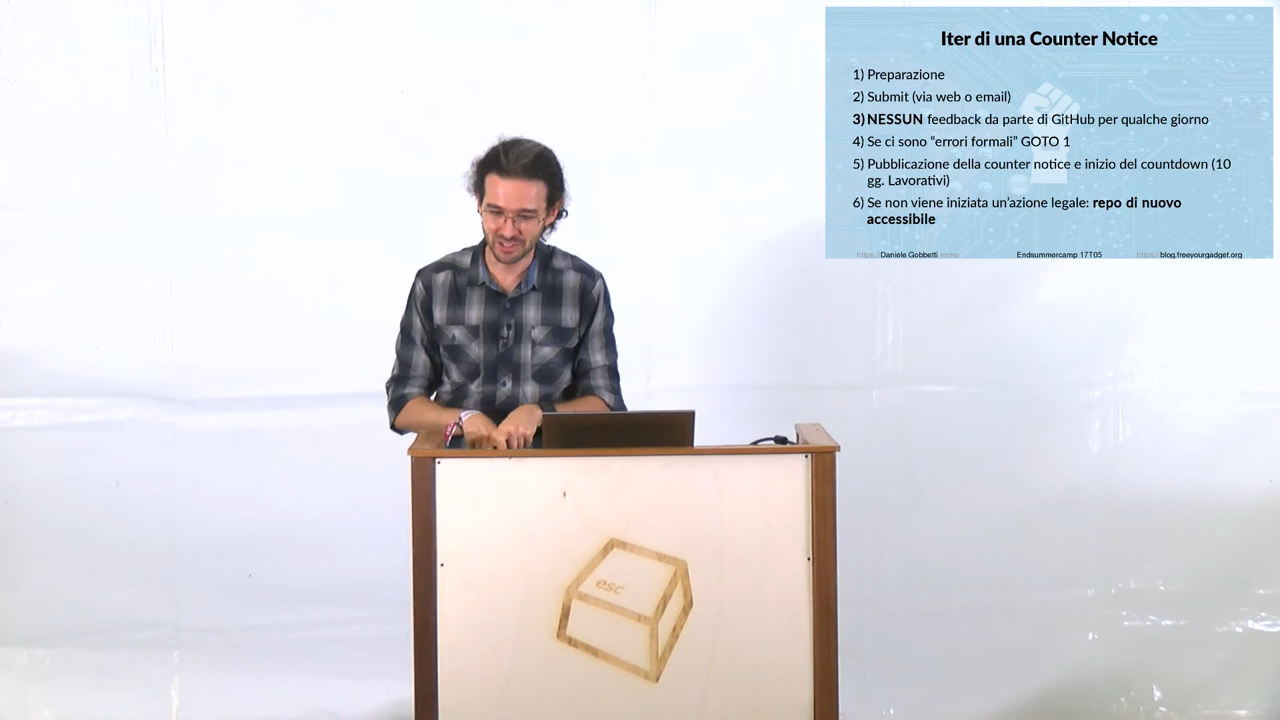 Iter di una Counter Notice
1) Preparazione
2) Submit (via web o email)
3) NESSUN feedback da parte di GitHub per qualche giorno
4) Se ci sono “errori formali” GOTO 1
5) Pubblicazione della counter notice e inizio del countdown (10
gg. Lavorativi)
6) Se non viene iniziata un’azione legale: repo di nuovo
accessibile
https:// Daniele Gobbetti Endsummercamp 17T05 https:// blog.freeyourgadget.org
esc